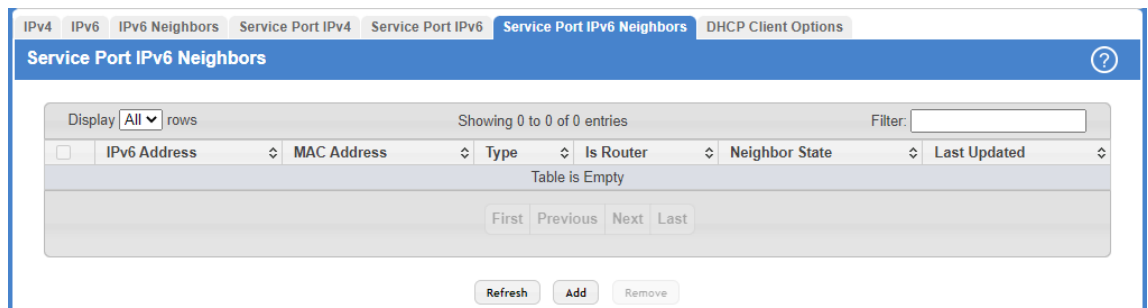 IPv4 IPv6 IPv6 Neighbors Service Port IPv4 Service Port IPv6 Service Port IPv6 Neighbors DHCP Client Options
Service Port IPv6 Neighbors ?
Display All rows Showing 0 to 0 of 0 entries Filter:
IPv6 Address MAC Address Type Is Router Neighbor State Last Updated
Table is Empty
First Previous Next Last
Refresh Add Remove